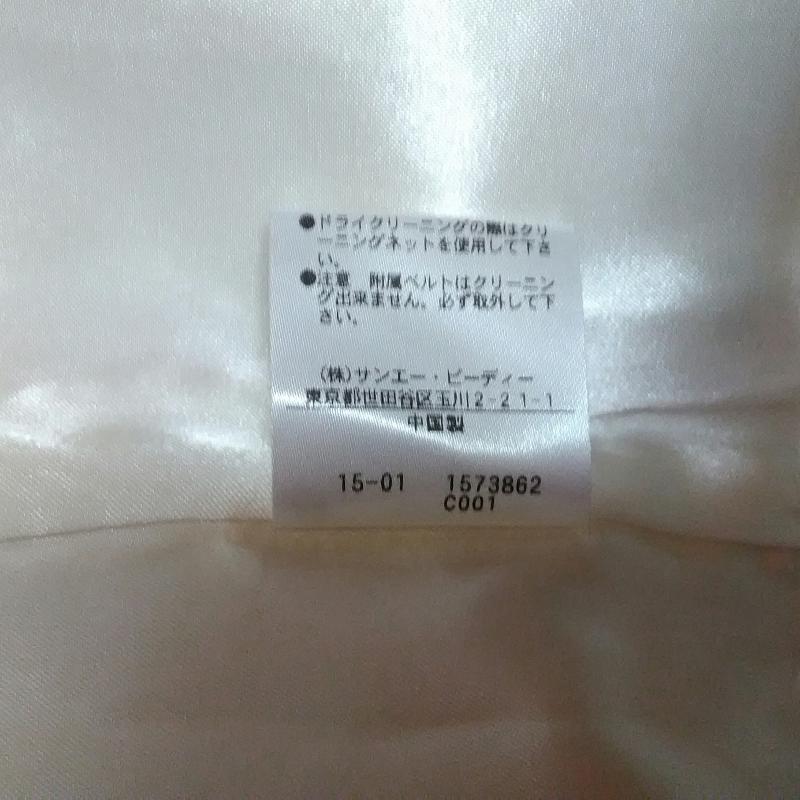 ●ドライクリーニングの際はクリ
ーニングネットを使用して下さ
い。
●注意 附属ベルトはクリーニン
グ出来ません。必ず取外して下
さい。
(株)サンエー・ビーディー
東京都世田谷区玉川2-21-1
中国製
15-01 1573862
C001